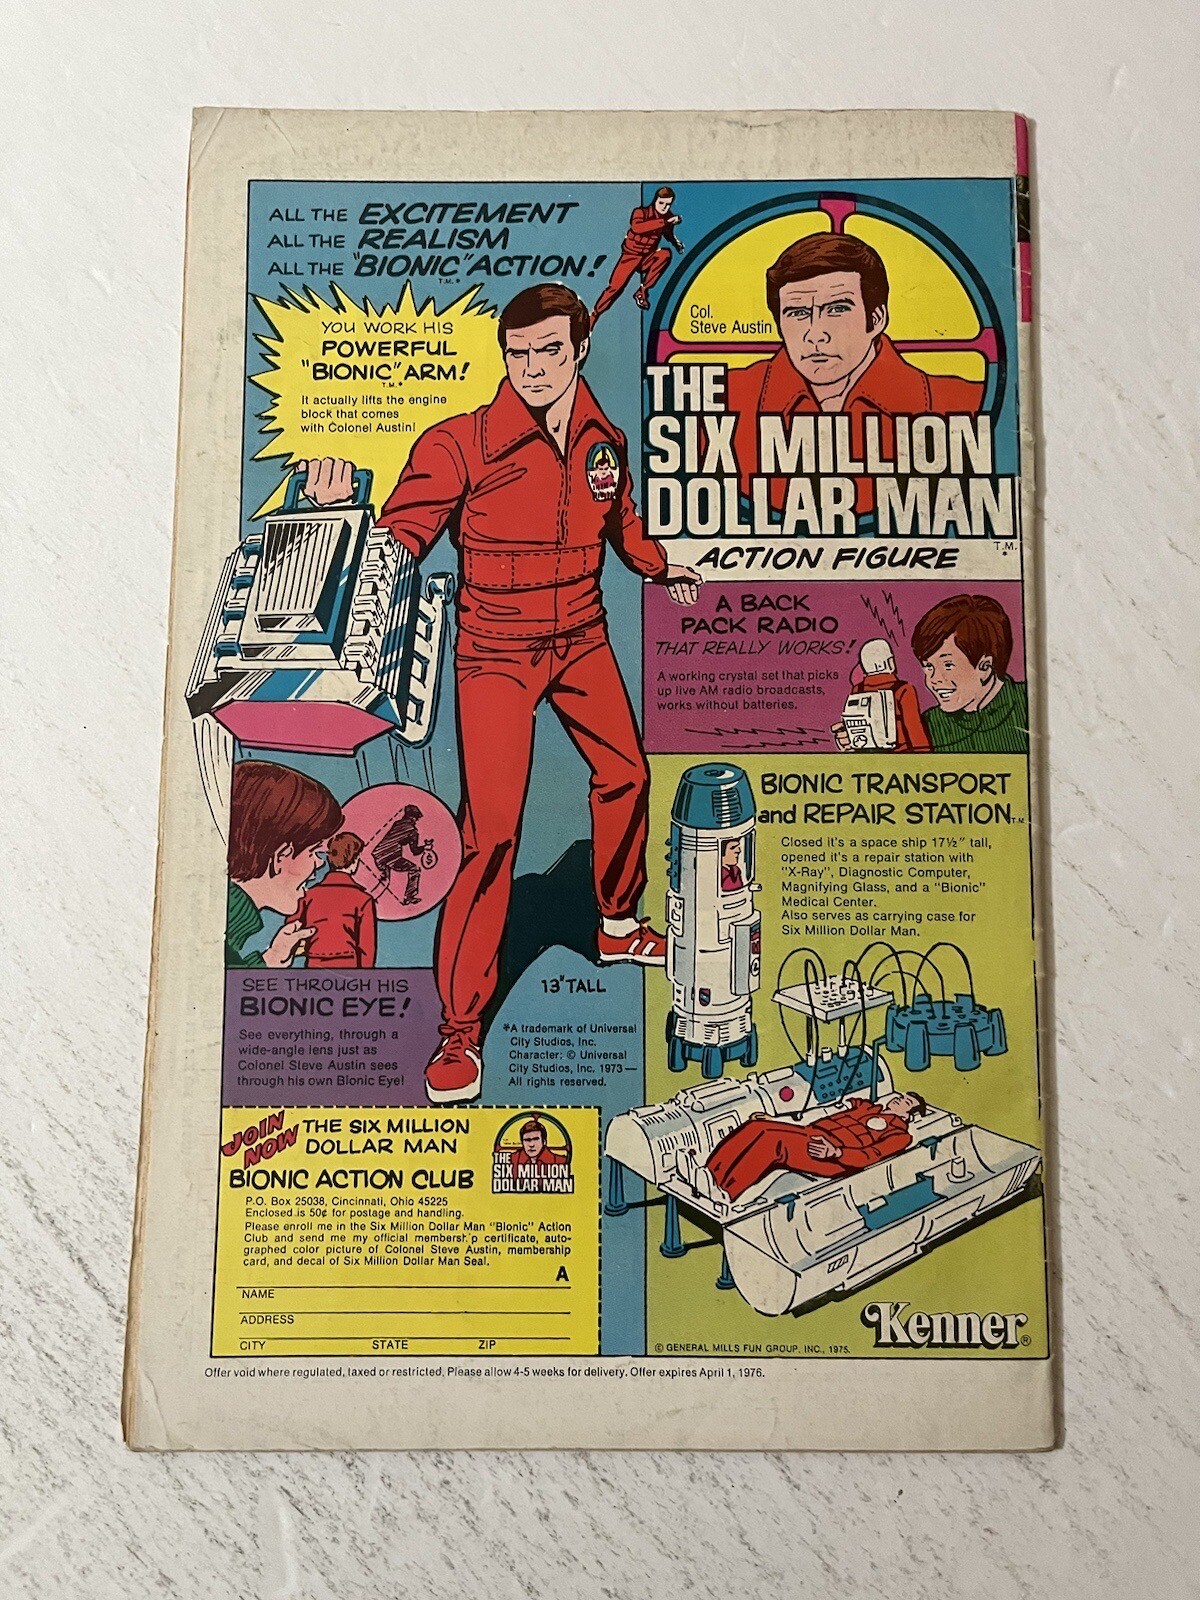 ALL THE EXCITEMENT
ALL THE REALISM
ALL THE "BIONIC" ACTION!
T.M.*
YOU WORK HIS
POWERFUL
"BIONIC" ARM!
T.M.*
It actually lifts the engine
block that comes
with Colonel Austin!
Col.
Steve Austin
THE
SIX MILLION
DOLLAR MAN
T.M.
*
ACTION FIGURE
A BACK
PACK RADIO
THAT REALLY WORKS!
A working crystal set that picks
up live AM radio broadcasts,
works without batteries.
BIONIC TRANSPORT
and REPAIR STATION T.M.
Closed it's a space ship 17½" tall,
opened it's a repair station with
"X-Ray", Diagnostic Computer,
Magnifying Glass, and a "Bionic"
Medical Center.
Also serves as carrying case for
Six Million Dollar Man.
$
SEE THROUGH HIS
BIONIC EYE!
See everything, through a
wide-angle lens just as
Colonel Steve Austin sees
through his own Bionic Eye!
13" TALL
*A trademark of Universal
City Studios, Inc.
Character: © Universal
City Studios, Inc. 1973—
All rights reserved.
JOIN
NOW
THE SIX MILLION
DOLLAR MAN
BIONIC ACTION CLUB
THE
SIX MILLION
DOLLAR MAN
P.O. Box 25038, Cincinnati, Ohio 45225
Enclosed is 50¢ for postage and handling.
Please enroll me in the Six Million Dollar Man "Bionic" Action
Club and send me my official membersh p certificate, auto-
graphed color picture of Colonel Steve Austin, membership
card, and decal of Six Million Dollar Man Seal.
A
NAME
ADDRESS
CITY STATE ZIP
Kenner®
© GENERAL MILLS FUN GROUP, INC., 1975.
Offer void where regulated, taxed or restricted. Please allow 4-5 weeks for delivery. Offer expires April 1, 1976.